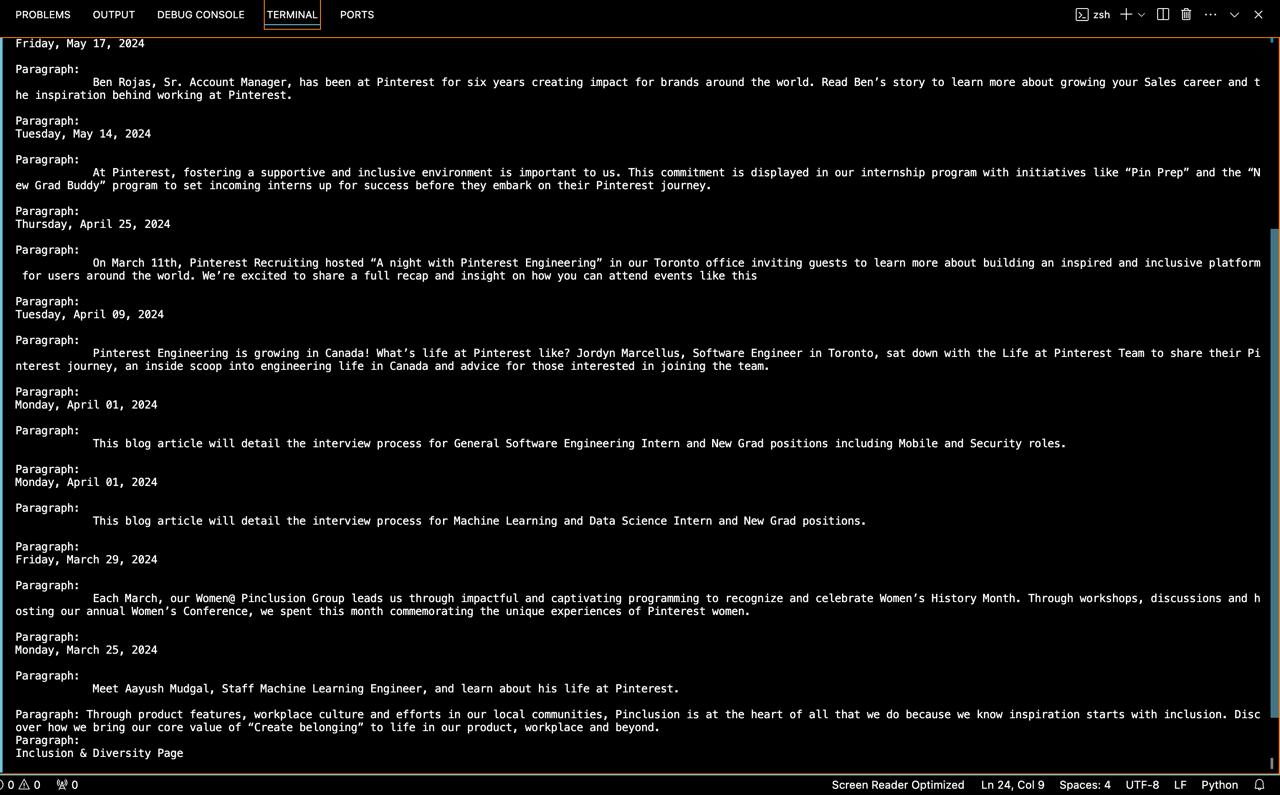 PROBLEMS OUTPUT DEBUG CONSOLE TERMINAL PORTS zsh
Friday, May 17, 2024
Paragraph:
Ben Rojas, Sr. Account Manager, has been at Pinterest for six years creating impact for brands around the world. Read Ben’s story to learn more about growing your Sales career and t
he inspiration behind working at Pinterest.
Paragraph:
Tuesday, May 14, 2024
Paragraph:
At Pinterest, fostering a supportive and inclusive environment is important to us. This commitment is displayed in our internship program with initiatives like “Pin Prep” and the “N
ew Grad Buddy” program to set incoming interns up for success before they embark on their Pinterest journey.
Paragraph:
Thursday, April 25, 2024
Paragraph:
On March 11th, Pinterest Recruiting hosted “A night with Pinterest Engineering” in our Toronto office inviting guests to learn more about building an inspired and inclusive platform
for users around the world. We’re excited to share a full recap and insight on how you can attend events like this
Paragraph:
Tuesday, April 09, 2024
Paragraph:
Pinterest Engineering is growing in Canada! What’s life at Pinterest like? Jordyn Marcellus, Software Engineer in Toronto, sat down with the Life at Pinterest Team to share their Pi
nterest journey, an inside scoop into engineering life in Canada and advice for those interested in joining the team.
Paragraph:
Monday, April 01, 2024
Paragraph:
This blog article will detail the interview process for General Software Engineering Intern and New Grad positions including Mobile and Security roles.
Paragraph:
Monday, April 01, 2024
Paragraph:
This blog article will detail the interview process for Machine Learning and Data Science Intern and New Grad positions.
Paragraph:
Friday, March 29, 2024
Paragraph:
Each March, our Women@ Pinclusion Group leads us through impactful and captivating programming to recognize and celebrate Women’s History Month. Through workshops, discussions and h
osting our annual Women’s Conference, we spent this month commemorating the unique experiences of Pinterest women.
Paragraph:
Monday, March 25, 2024
Paragraph:
Meet Aayush Mudgal, Staff Machine Learning Engineer, and learn about his life at Pinterest.
Paragraph: Through product features, workplace culture and efforts in our local communities, Pinclusion is at the heart of all that we do because we know inspiration starts with inclusion. Disc
over how we bring our core value of “Create belonging” to life in our product, workplace and beyond.
Paragraph:
Inclusion & Diversity Page
0 0 0 Screen Reader Optimized Ln 24, Col 9 Spaces: 4 UTF-8 LF Python